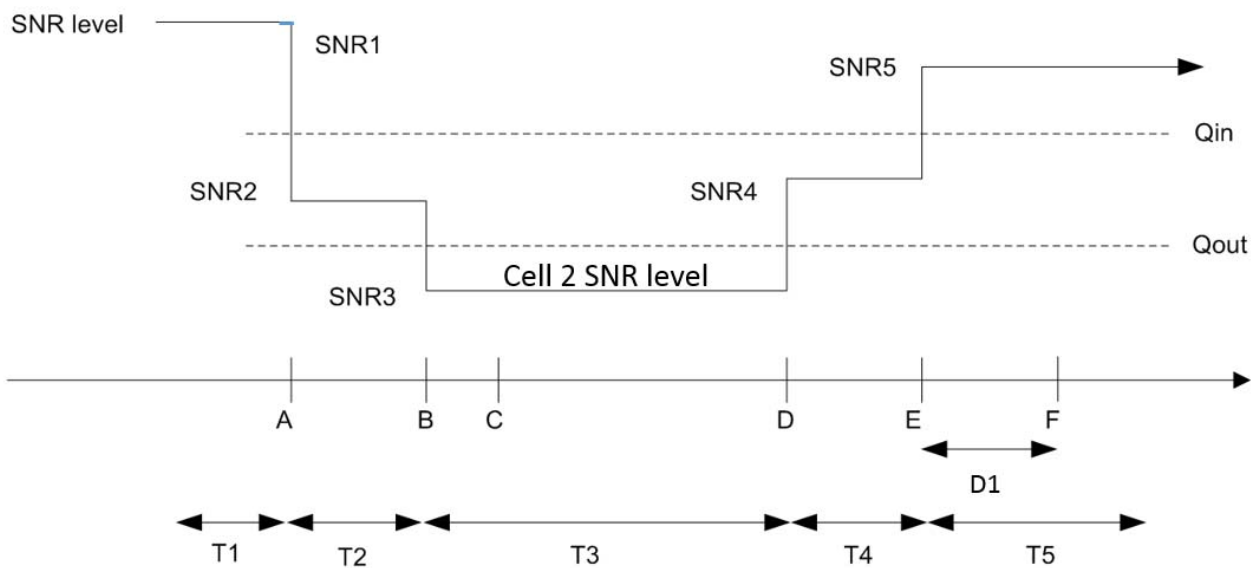 SNR level
SNR1
SNR5
Qin
SNR2
SNR4
Qout
Cell 2 SNR level
SNR3
A
B
C
D
E
F
D1
T1
T2
T3
T4
T5